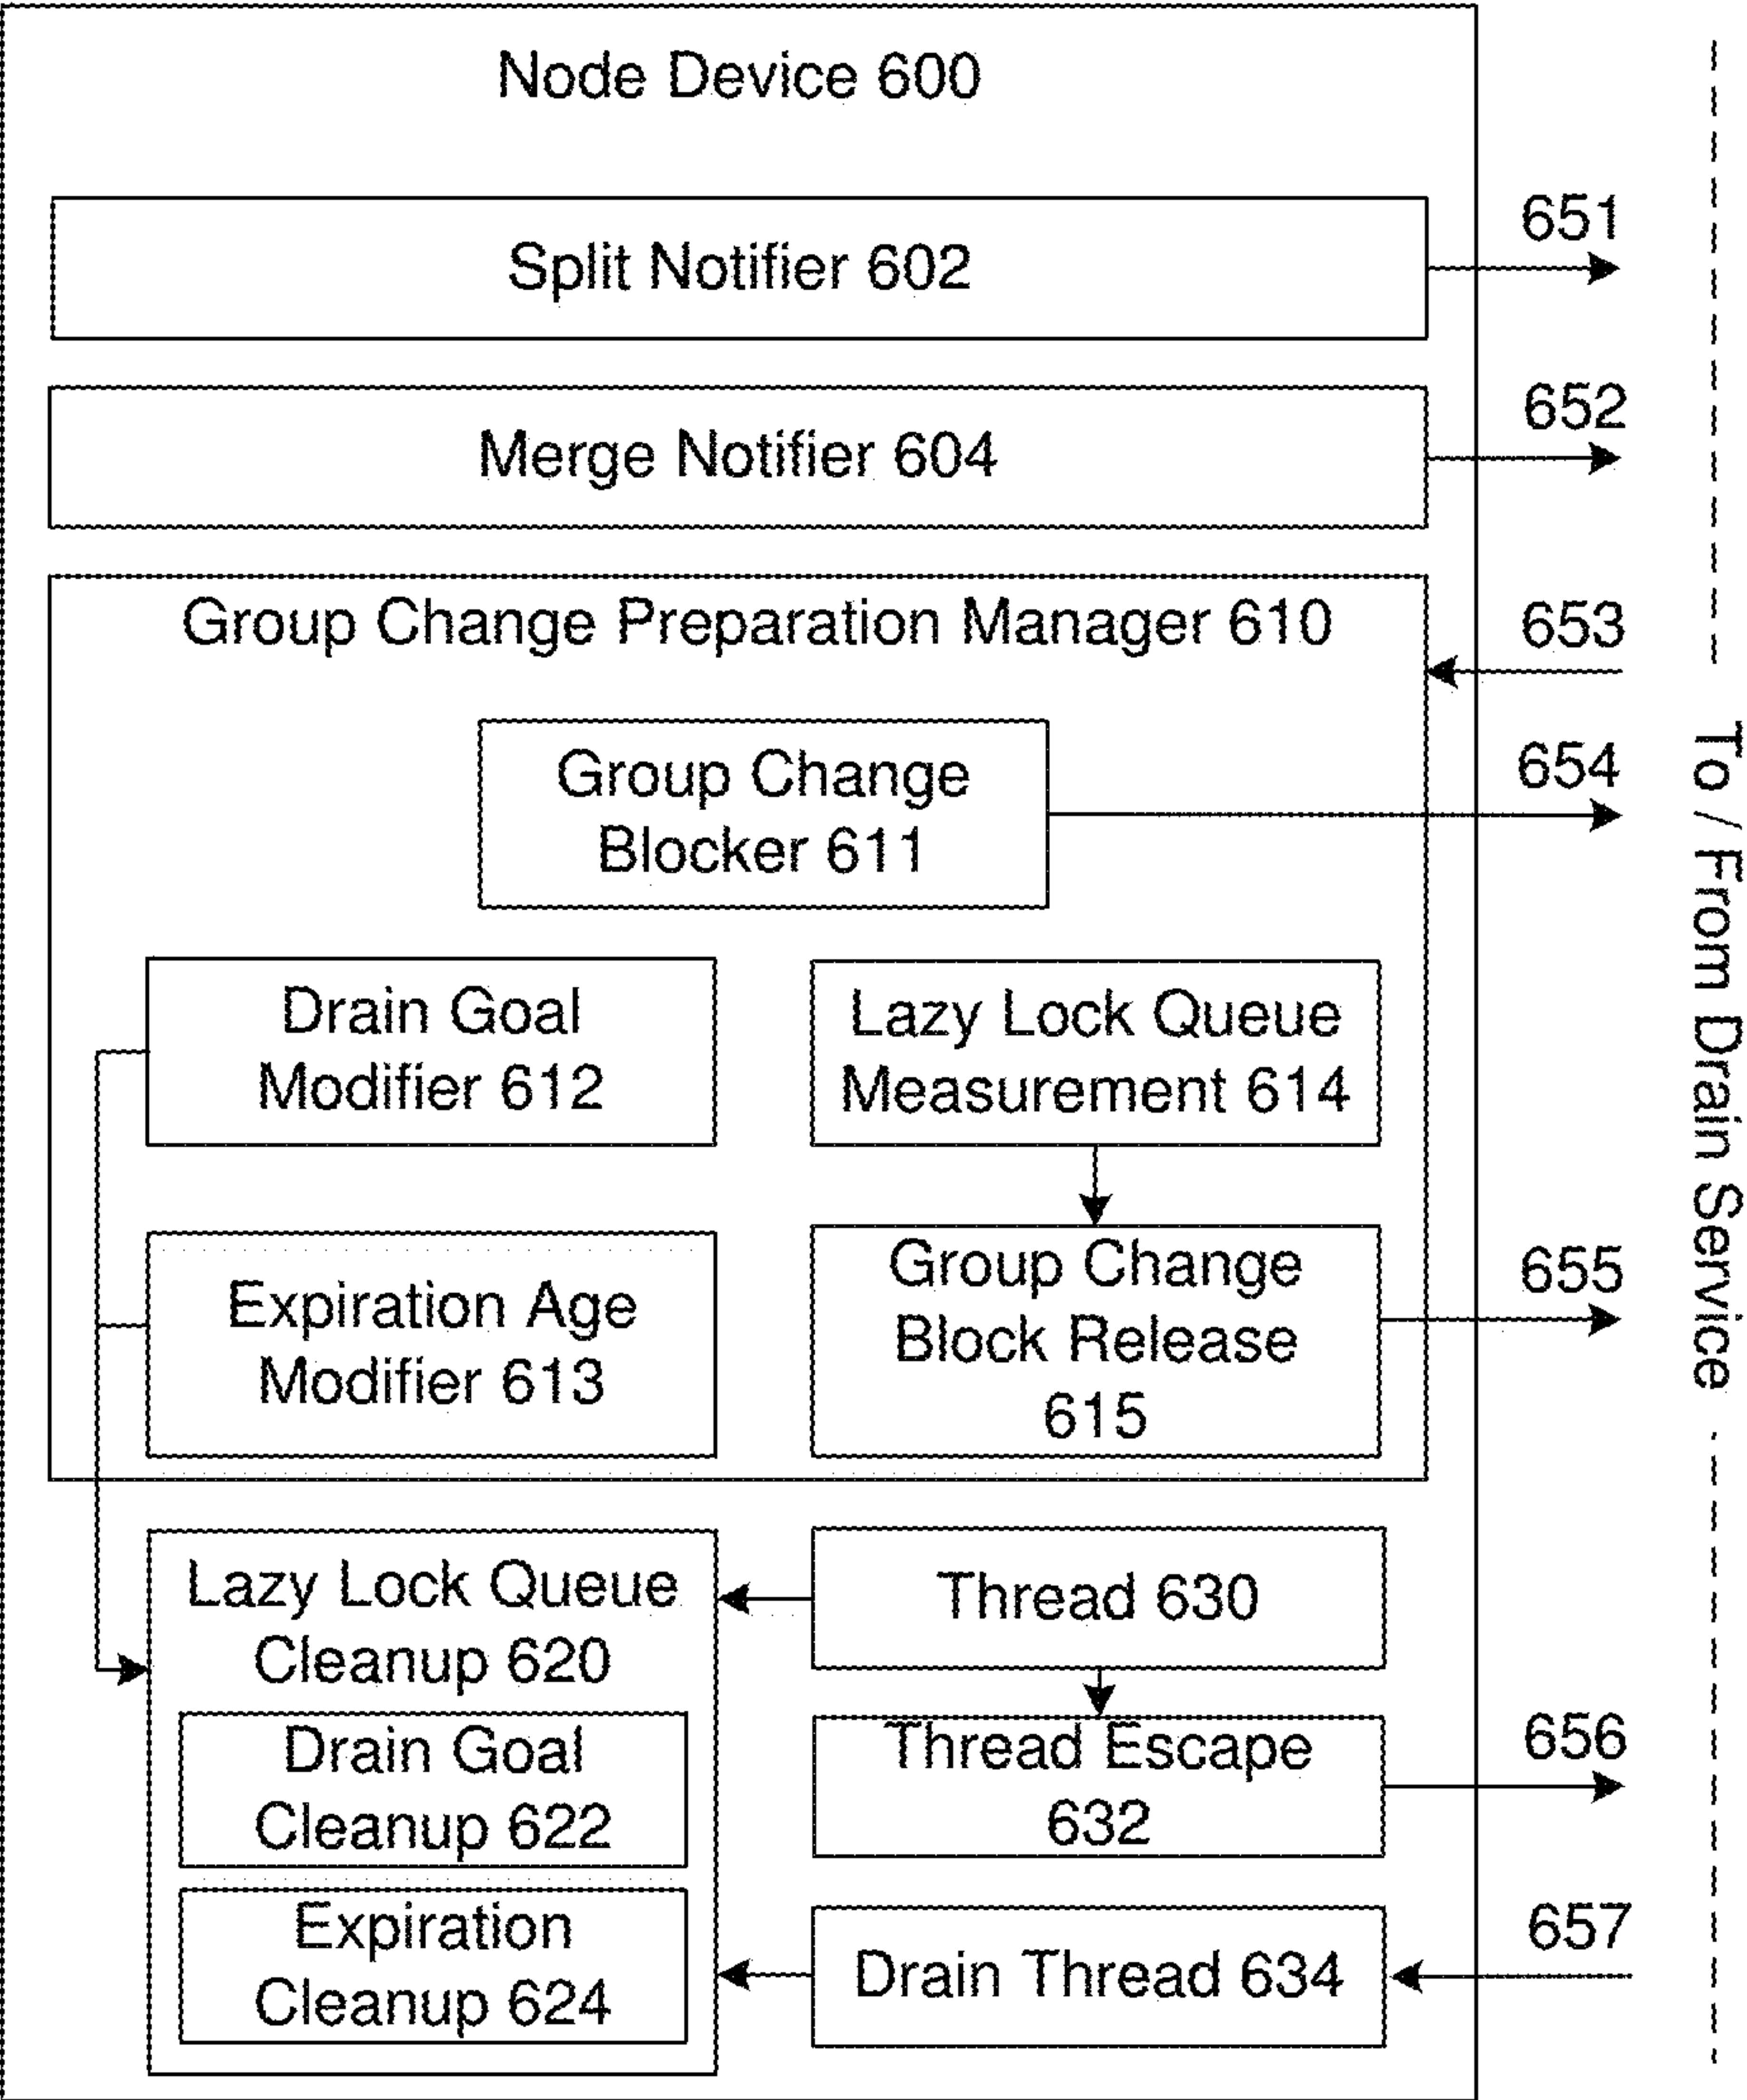 Node Device 600
Split Notifier 602
651
Merge Notifier 604
652
Group Change Preparation Manager 610
653
Group Change
Blocker 611
654
Drain Goal
Modifier 612
Lazy Lock Queue
Measurement 614
Expiration Age
Modifier 613
Group Change
Block Release
615
655
Lazy Lock Queue
Cleanup 620
Drain Goal
Cleanup 622
Expiration
Cleanup 624
Thread 630
Thread Escape
632
656
Drain Thread 634
657
To / From Drain Service